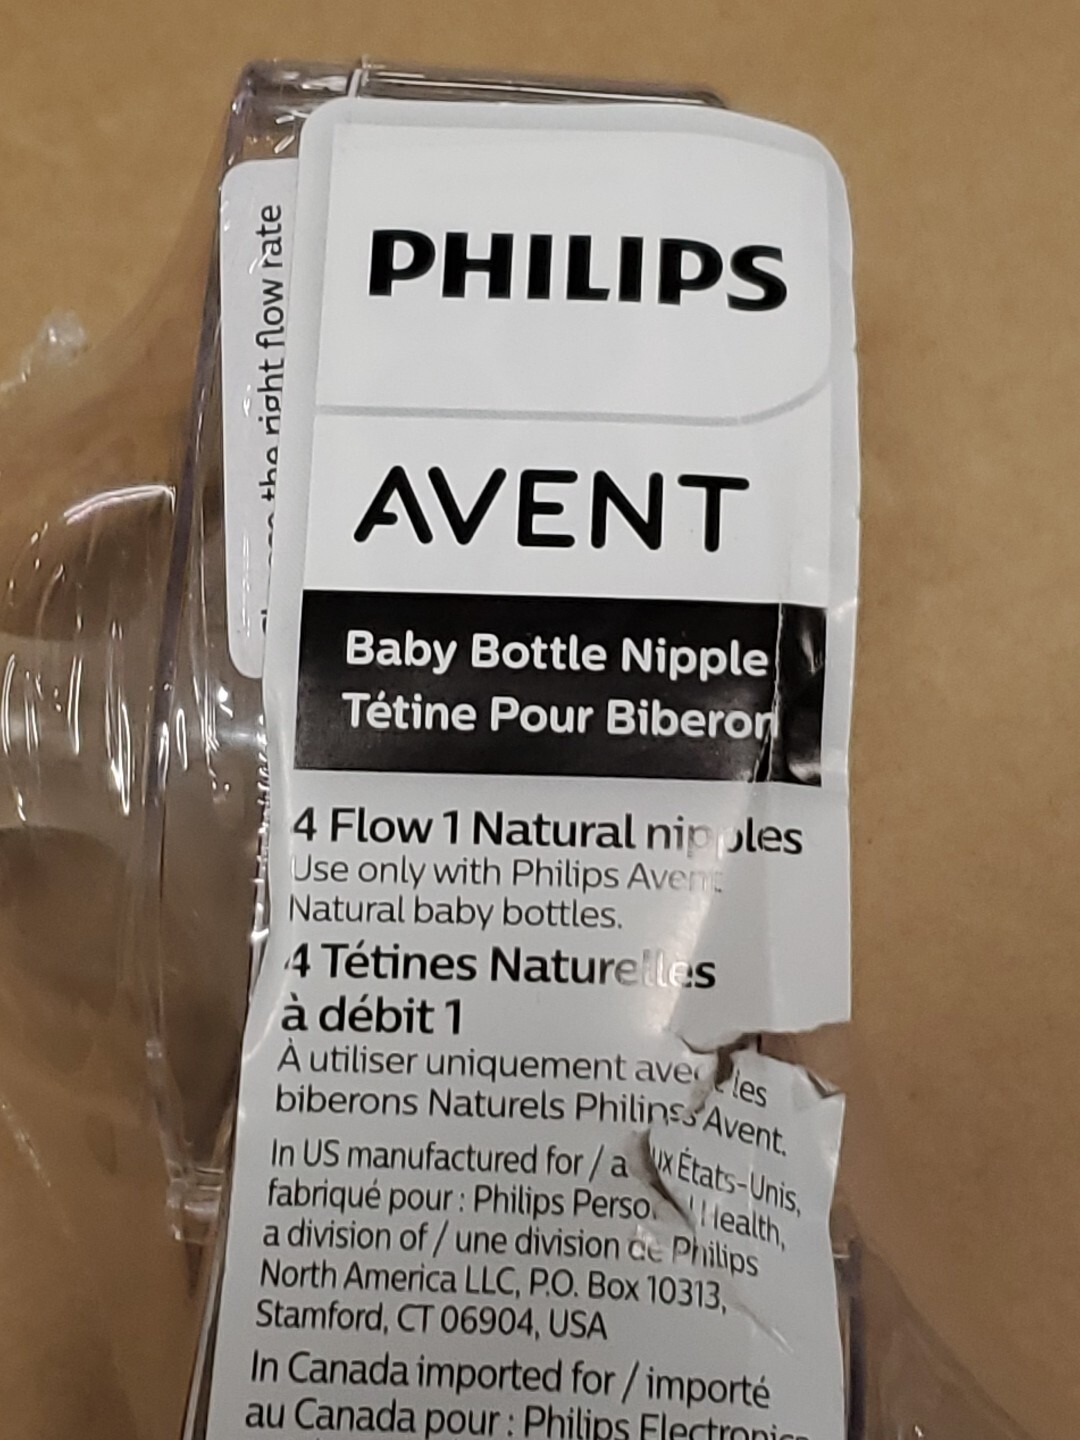 PHILIPS
AVENT
Baby Bottle Nipple
Tétine Pour Biberon
4 Flow 1 Natural nipples
Use only with Philips Avent
Natural baby bottles.
4 Tétines Naturelles
à débit 1
À utiliser uniquement avec les
biberons Naturels Philips Avent.
In US manufactured for / aux États-Unis,
fabriqué pour : Philips Personal Health,
a division of / une division de Philips
North America LLC, P.O. Box 10313,
Stamford, CT 06904, USA
In Canada imported for / importé
au Canada pour : Philips Electronics
the right flow rate